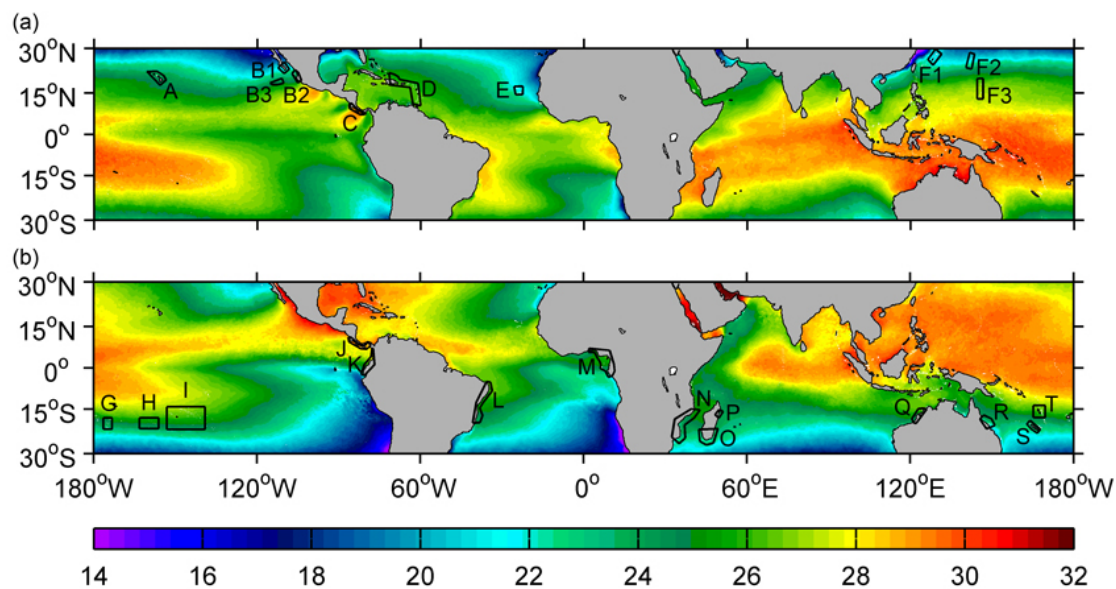 (a)
30°N
15°N
0°
15°S
30°S
A
B1
B3
B2
C
D
E
F1
F2
F3
(b)
30°N
15°N
0°
15°S
30°S
G
H
I
J
K
L
M
N
P
O
Q
R
S
T
180°W 120°W 60°W 0° 60°E 120°E 180°W
14 16 18 20 22 24 26 28 30 32